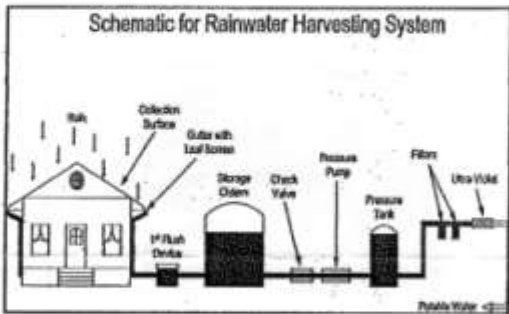 Schematic for Rainwater Harvesting System
Rain
Collection
Surface
Gutter with
Leaf Screen
Storage
Cistern
Check
Valve
Pressure
Pump
Pressure
Tank
Filters
Ultra-Violet
1st Flush
Device
Potable Water